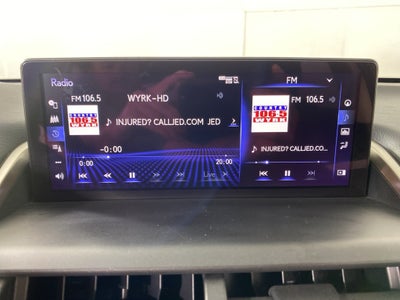 Radio
FM
FM 106.5 WYRK-HD
COUNTRY
106.5
WYRK
INJURED? CALLJED.COM JED
-0:00
0:00 20:00
Live
FM 106.5
COUNTRY
106.5
WYRK
INJURED? CALLJED.CO...